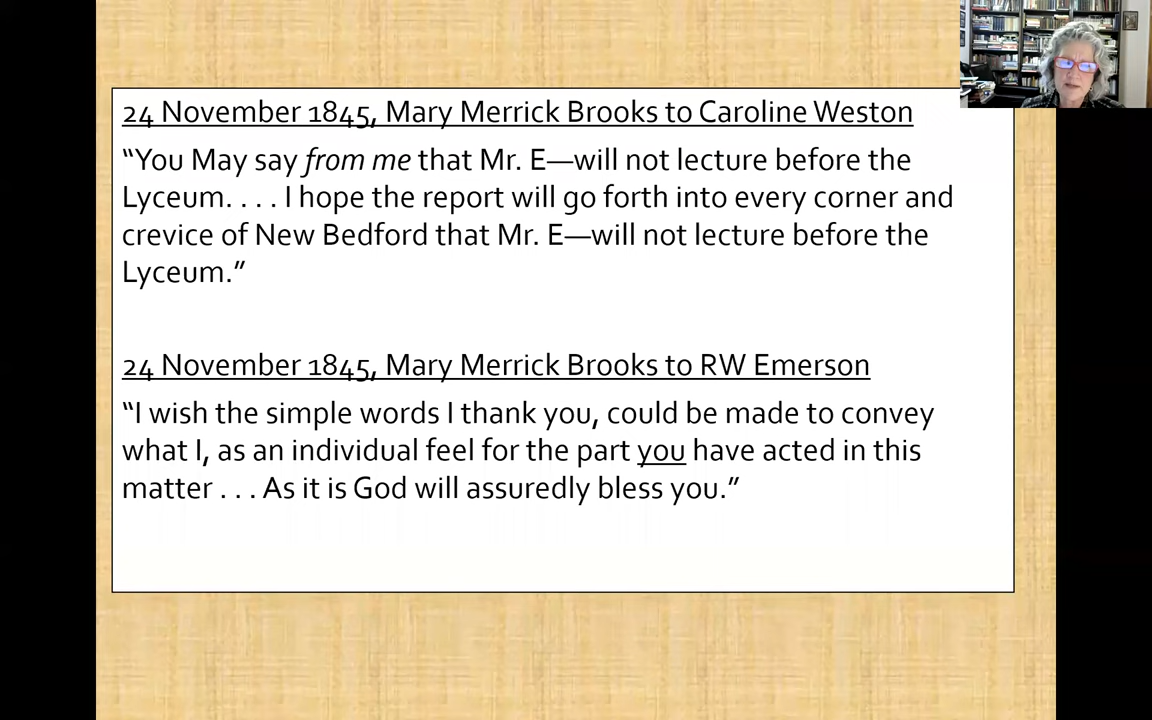 24 November 1845, Mary Merrick Brooks to Caroline Weston
“You May say from me that Mr. E—will not lecture before the
Lyceum. . . . I hope the report will go forth into every corner and
crevice of New Bedford that Mr. E—will not lecture before the
Lyceum.”
24 November 1845, Mary Merrick Brooks to RW Emerson
“I wish the simple words I thank you, could be made to convey
what I, as an individual feel for the part you have acted in this
matter . . . As it is God will assuredly bless you.”